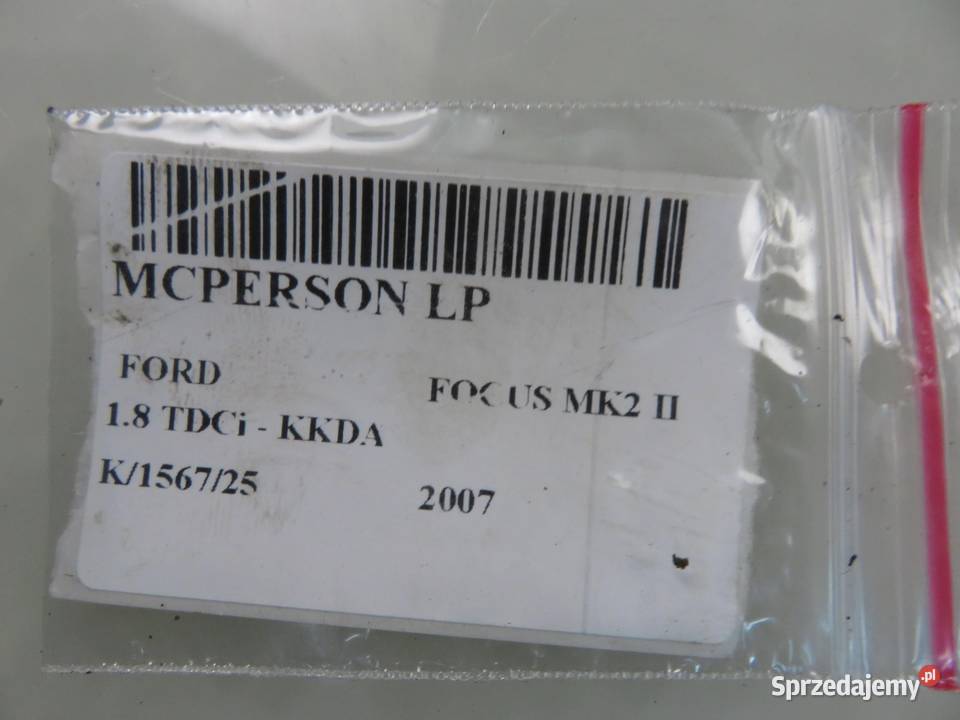 MCPERSON LP
FORD FOCUS MK2 II
1.8 TDCi - KKDA
K/1567/25 2007
Sprzedajemy.pl